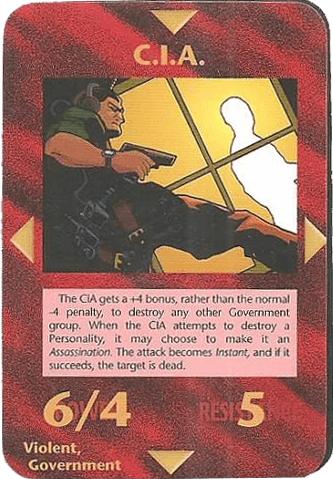 C.I.A.
The CIA gets a +4 bonus, rather than the normal
-4 penalty, to destroy any other Government
group. When the CIA attempts to destroy a
Personality, it may choose to make it an
Assassination. The attack becomes Instant, and if it
succeeds, the target is dead.
6/4 RESISTANCE 5
Violent,
Government